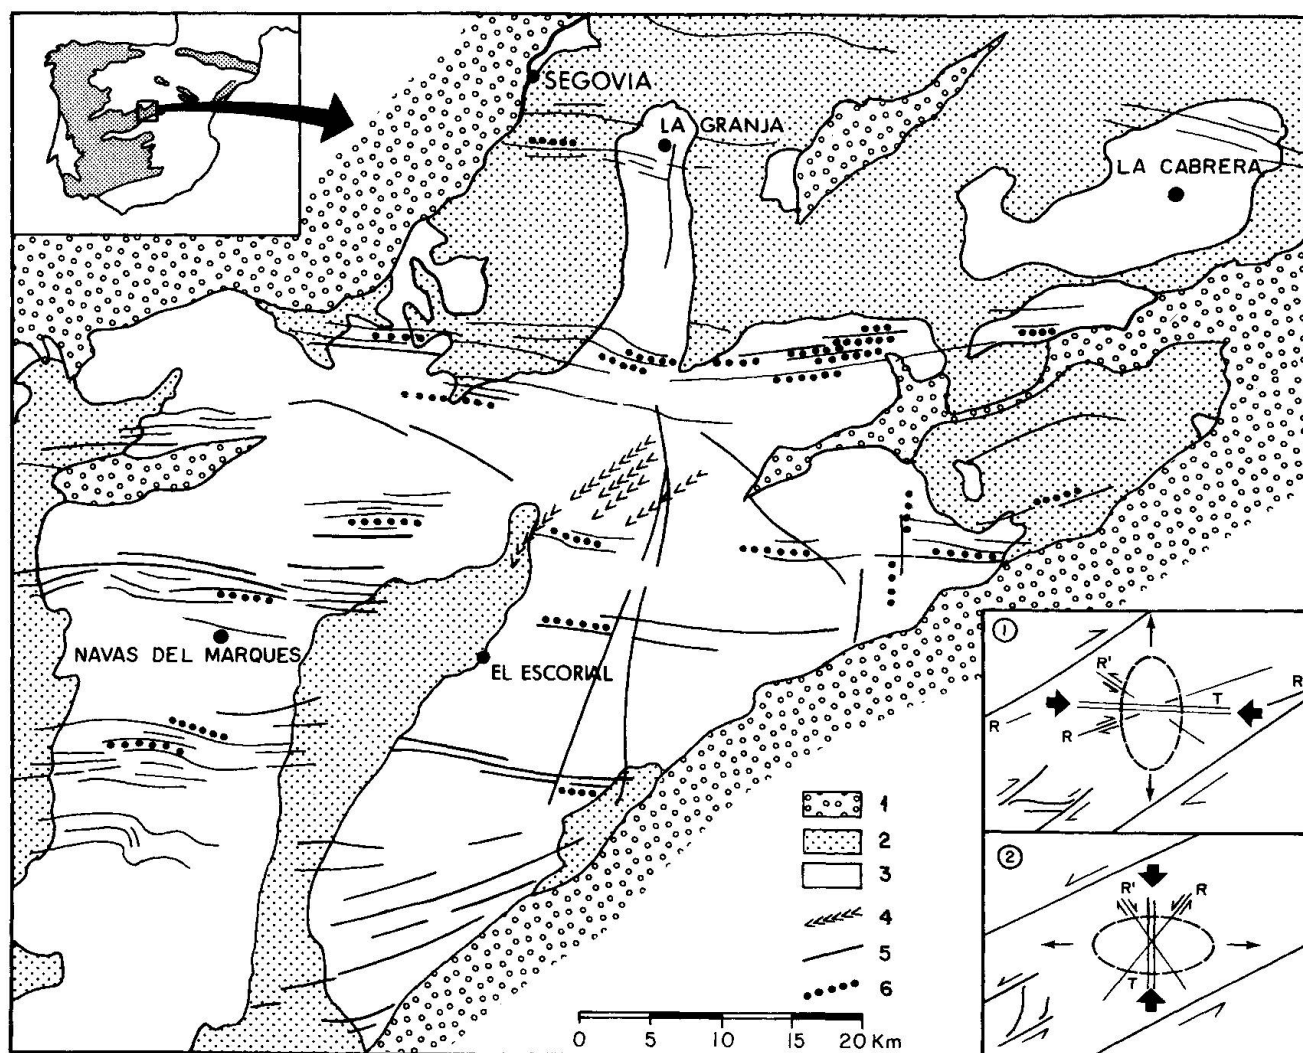 SEGOVIA
LA GRANJA
LA CABRERA
NAVAS DEL MARQUES
EL ESCORIAL
1
2
3
4
5
6
0 5 10 15 20 Km
1
R'
T
R
R
R
2
R' R
T